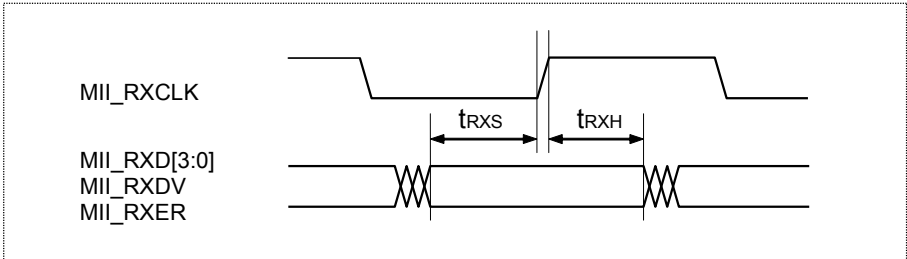 MII_RXCLK
tRXS
tRXH
MII_RXD[3:0]
MII_RXDV
MII_RXER